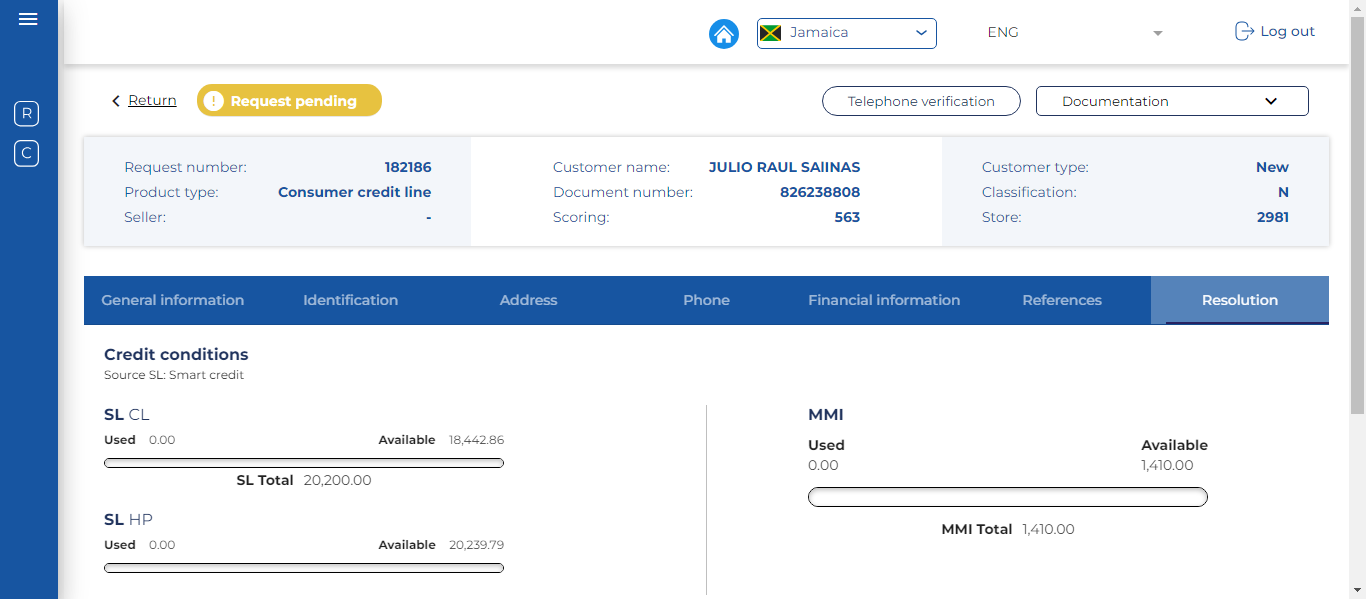 Jamaica
ENG
Log out
R
C
Return
! Request pending
Telephone verification
Documentation
Request number: 182186
Product type: Consumer credit line
Seller: -
Customer name: JULIO RAUL SAIINAS
Document number: 826238808
Scoring: 563
Customer type: New
Classification: N
Store: 2981
General information
Identification
Address
Phone
Financial information
References
Resolution
Credit conditions
Source SL: Smart credit
SL CL
Used 0.00 Available 18,442.86
SL Total 20,200.00
SL HP
Used 0.00 Available 20,239.79
MMI
Used Available
0.00 1,410.00
MMI Total 1,410.00